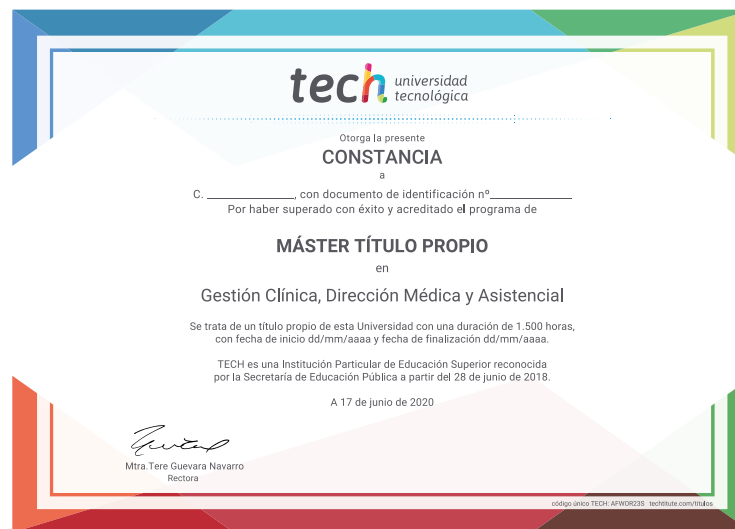 tech universidad
tecnológica
Otorga la presente
CONSTANCIA
a
C. ________________, con documento de identificación nº______________
Por haber superado con éxito y acreditado el programa de
MÁSTER TÍTULO PROPIO
en
Gestión Clínica, Dirección Médica y Asistencial
Se trata de un título propio de esta Universidad con una duración de 1.500 horas,
con fecha de inicio dd/mm/aaaa y fecha de finalización dd/mm/aaaa.
TECH es una Institución Particular de Educación Superior reconocida
por la Secretaría de Educación Pública a partir del 28 de junio de 2018.
A 17 de junio de 2020
Mtra.Tere Guevara Navarro
Rectora
código único TECH: AFWOR23S techtitute.com/titulos